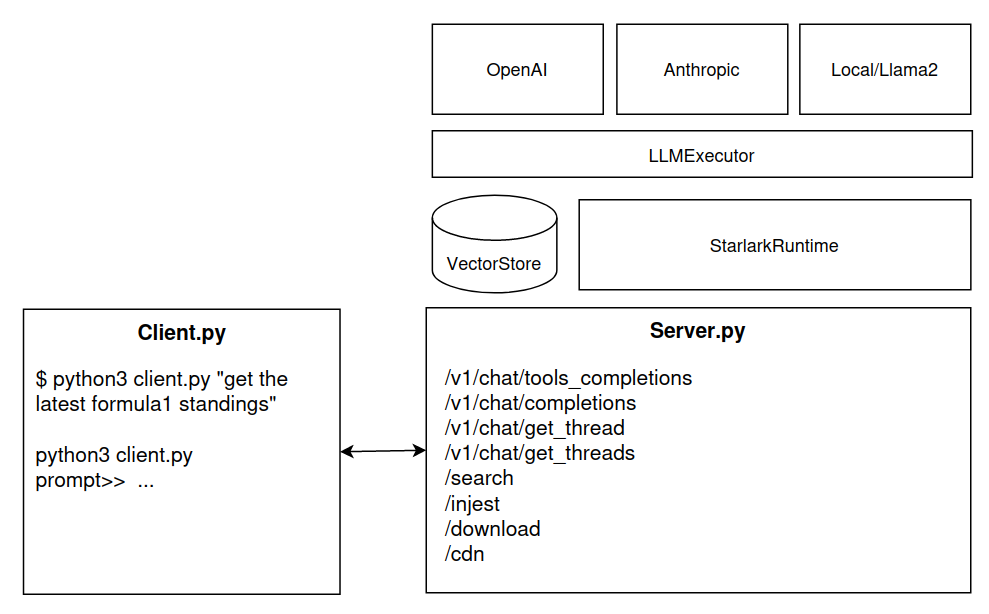 OpenAI
Anthropic
Local/Llama2
LLMExecutor
VectorStore
StarlarkRuntime
Client.py
$ python3 client.py "get the
latest formula1 standings"
python3 client.py
prompt>>  ...
Server.py
/v1/chat/tools_completions
/v1/chat/completions
/v1/chat/get_thread
/v1/chat/get_threads
/search
/injest
/download
/cdn